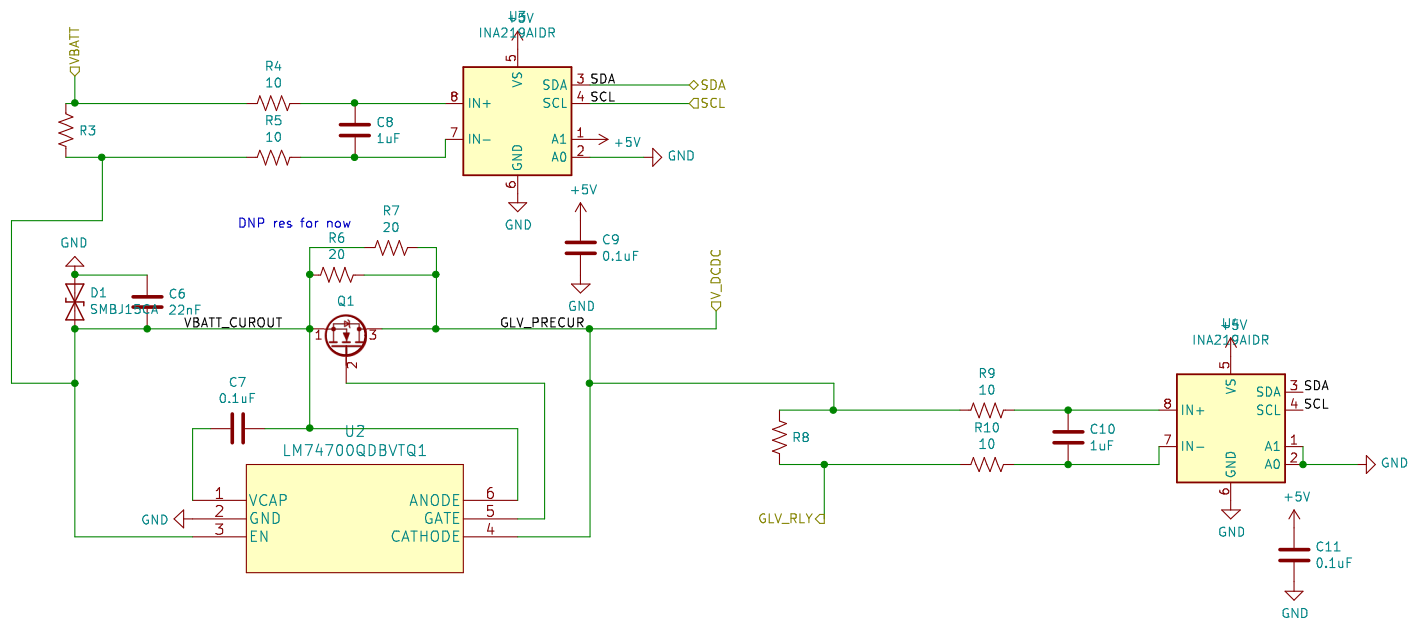 VBATT
R3
R4
10
R5
10
C8
1uF
U3
+5V
INA219AIDR
5
VS
8
IN+
7
IN-
SDA
3
SDA
SDA
SCL
4
SCL
SCL
A1
1
+5V
A0
2
GND
GND
6
GND
+5V
C9
0.1uF
GND
DNP res for now
R7
20
R6
20
GND
D1
SMBJ15CA
C6
22nF
VBATT_CUROUT
Q1
1
3
2
GLV_PRECUR
V_DCDC
C7
0.1uF
U2
LM74700QDBVTQ1
1
VCAP
GND
2
GND
3
EN
ANODE
6
GATE
5
CATHODE
4
R8
GLV_RLY
R9
10
R10
10
C10
1uF
U4
+5V
INA219AIDR
5
VS
8
IN+
7
IN-
SDA
3
SDA
SCL
4
SCL
A1
1
A0
2
GND
GND
6
GND
+5V
C11
0.1uF
GND